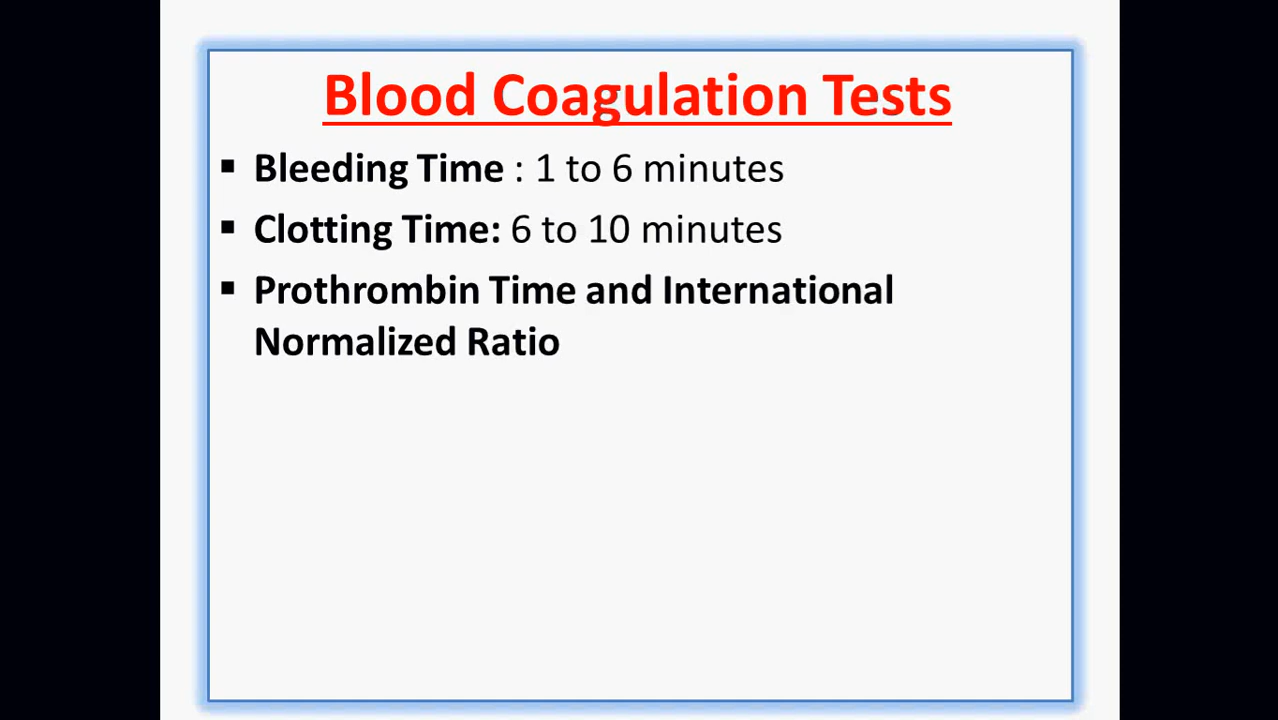 Blood Coagulation Tests
▪ Bleeding Time : 1 to 6 minutes
▪ Clotting Time: 6 to 10 minutes
▪ Prothrombin Time and International
Normalized Ratio